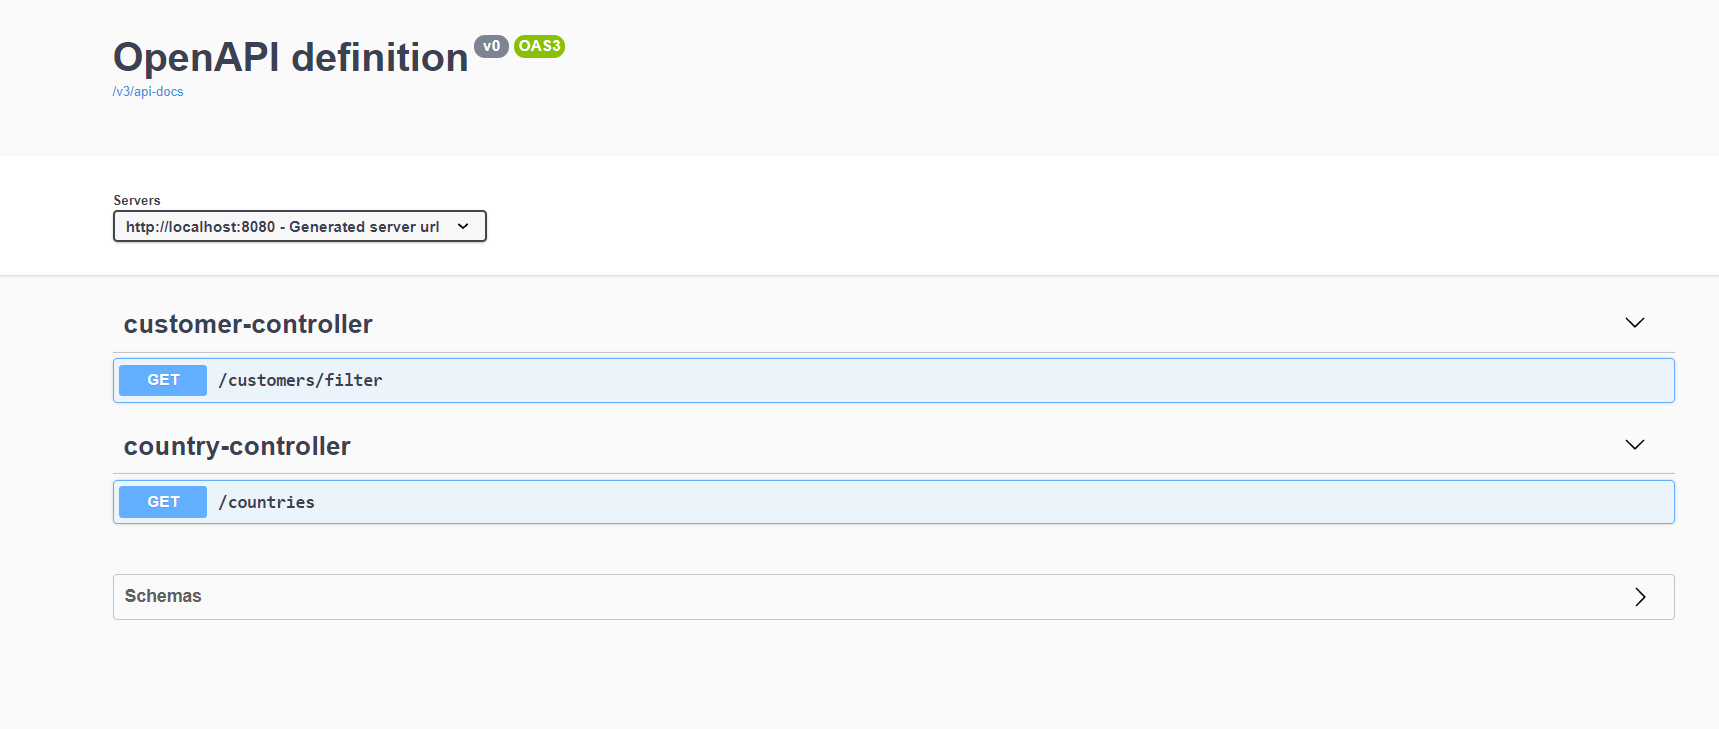 OpenAPI definition v0 OAS3
/v3/api-docs
Servers
http://localhost:8080 - Generated server url
customer-controller
GET /customers/filter
country-controller
GET /countries
Schemas